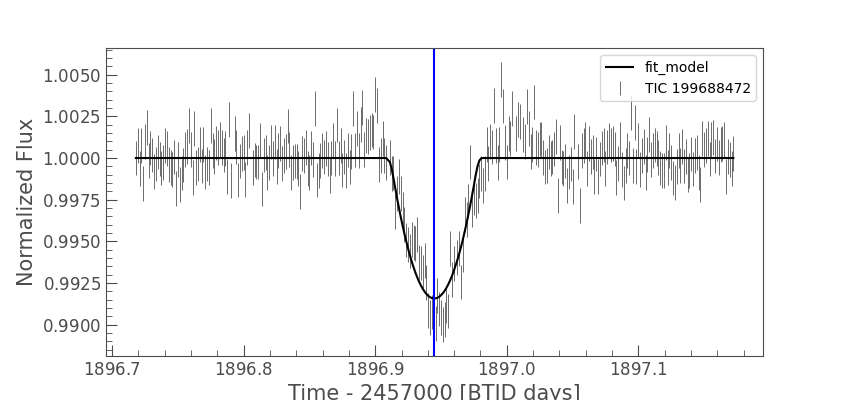 fit_model
TIC 199688472
1.0050
1.0025
1.0000
0.9975
0.9950
0.9925
0.9900
Normalized Flux
1896.7 1896.8 1896.9 1897.0 1897.1
Time - 2457000 [BTJD days]